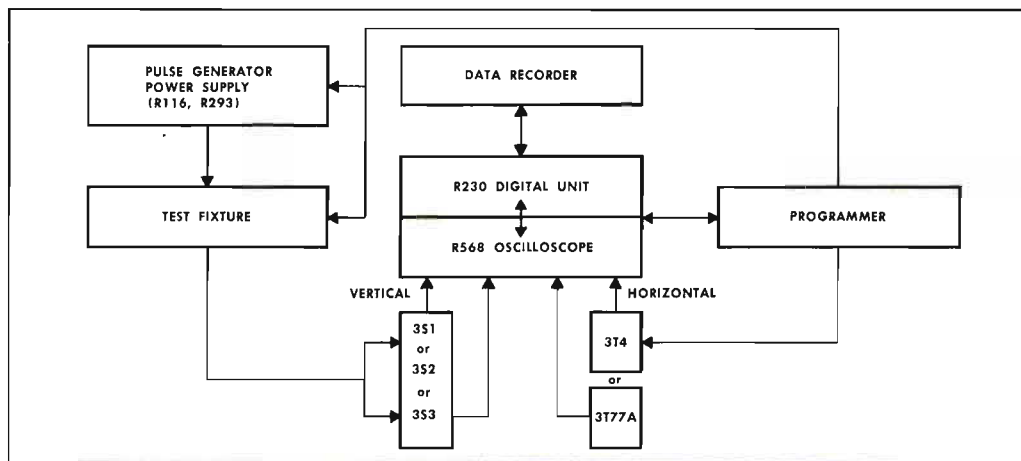 PULSE GENERATOR
POWER SUPPLY
(R116, R293)
DATA RECORDER
TEST FIXTURE
R230 DIGITAL UNIT
R568 OSCILLOSCOPE
PROGRAMMER
VERTICAL
HORIZONTAL
3S1
or
3S2
or
3S3
3T4
or
3T77A